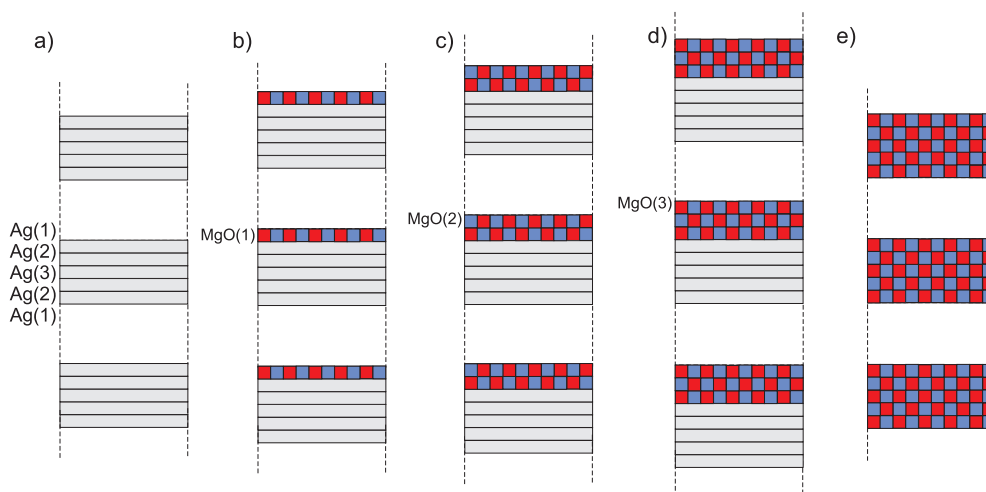 a)
b)
c)
d)
e)
Ag(1)
Ag(2)
Ag(3)
Ag(2)
Ag(1)
MgO(1)
MgO(2)
MgO(3)